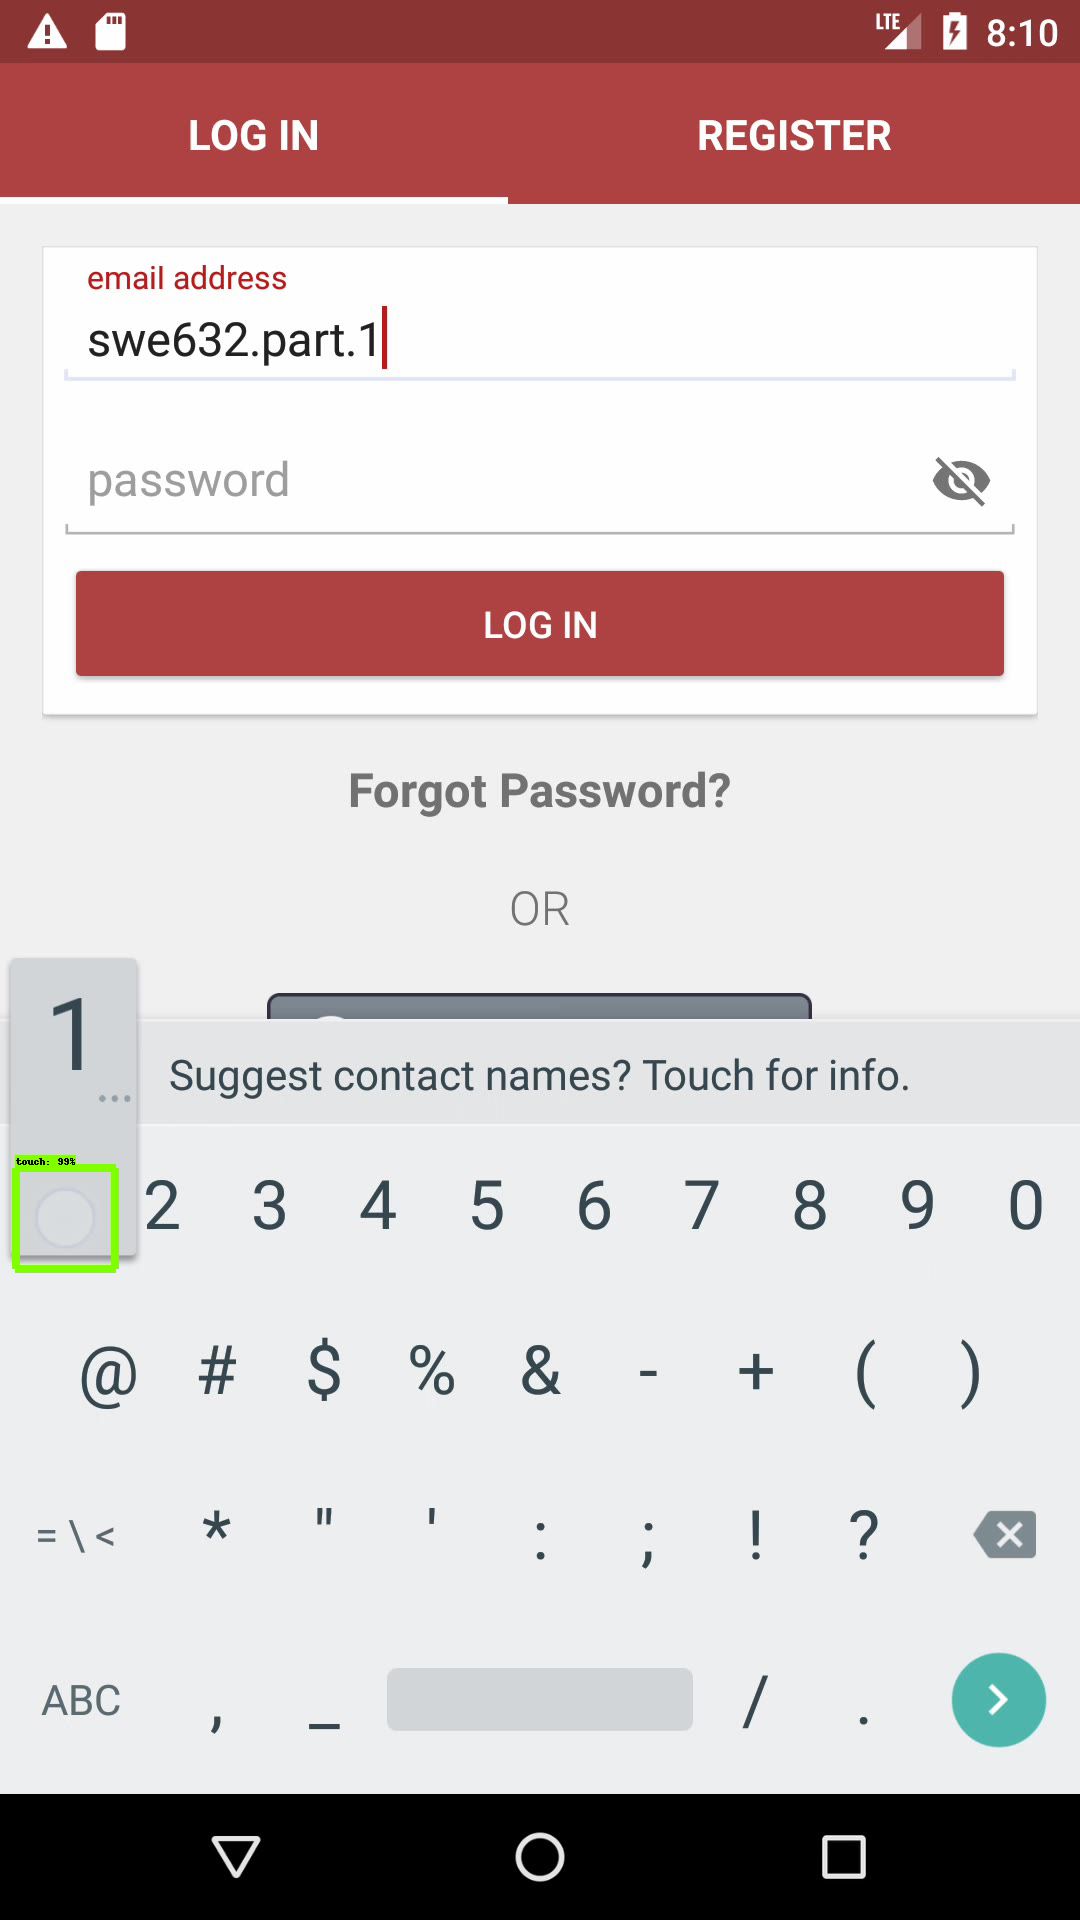 LTE 8:10
LOG IN REGISTER
email address
swe632.part.1
password
LOG IN
Forgot Password?
OR
1
...
Suggest contact names? Touch for info.
touch: 99%
2 3 4 5 6 7 8 9 0
@ # $ % & - + ( )
= \ < * " ' : ; ! ?
ABC , _ / .